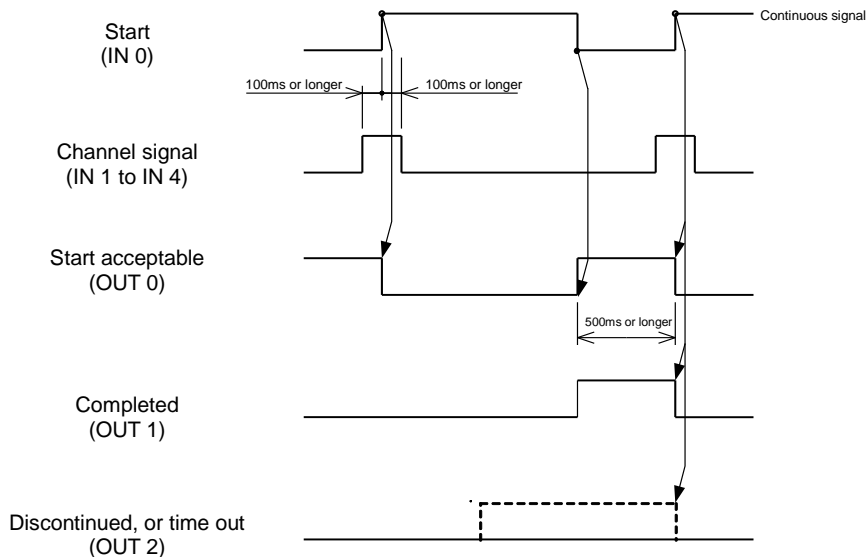 Start
(IN 0)
Continuous signal
100ms or longer
100ms or longer
Channel signal
(IN 1 to IN 4)
Start acceptable
(OUT 0)
500ms or longer
Completed
(OUT 1)
Discontinued, or time out
(OUT 2)